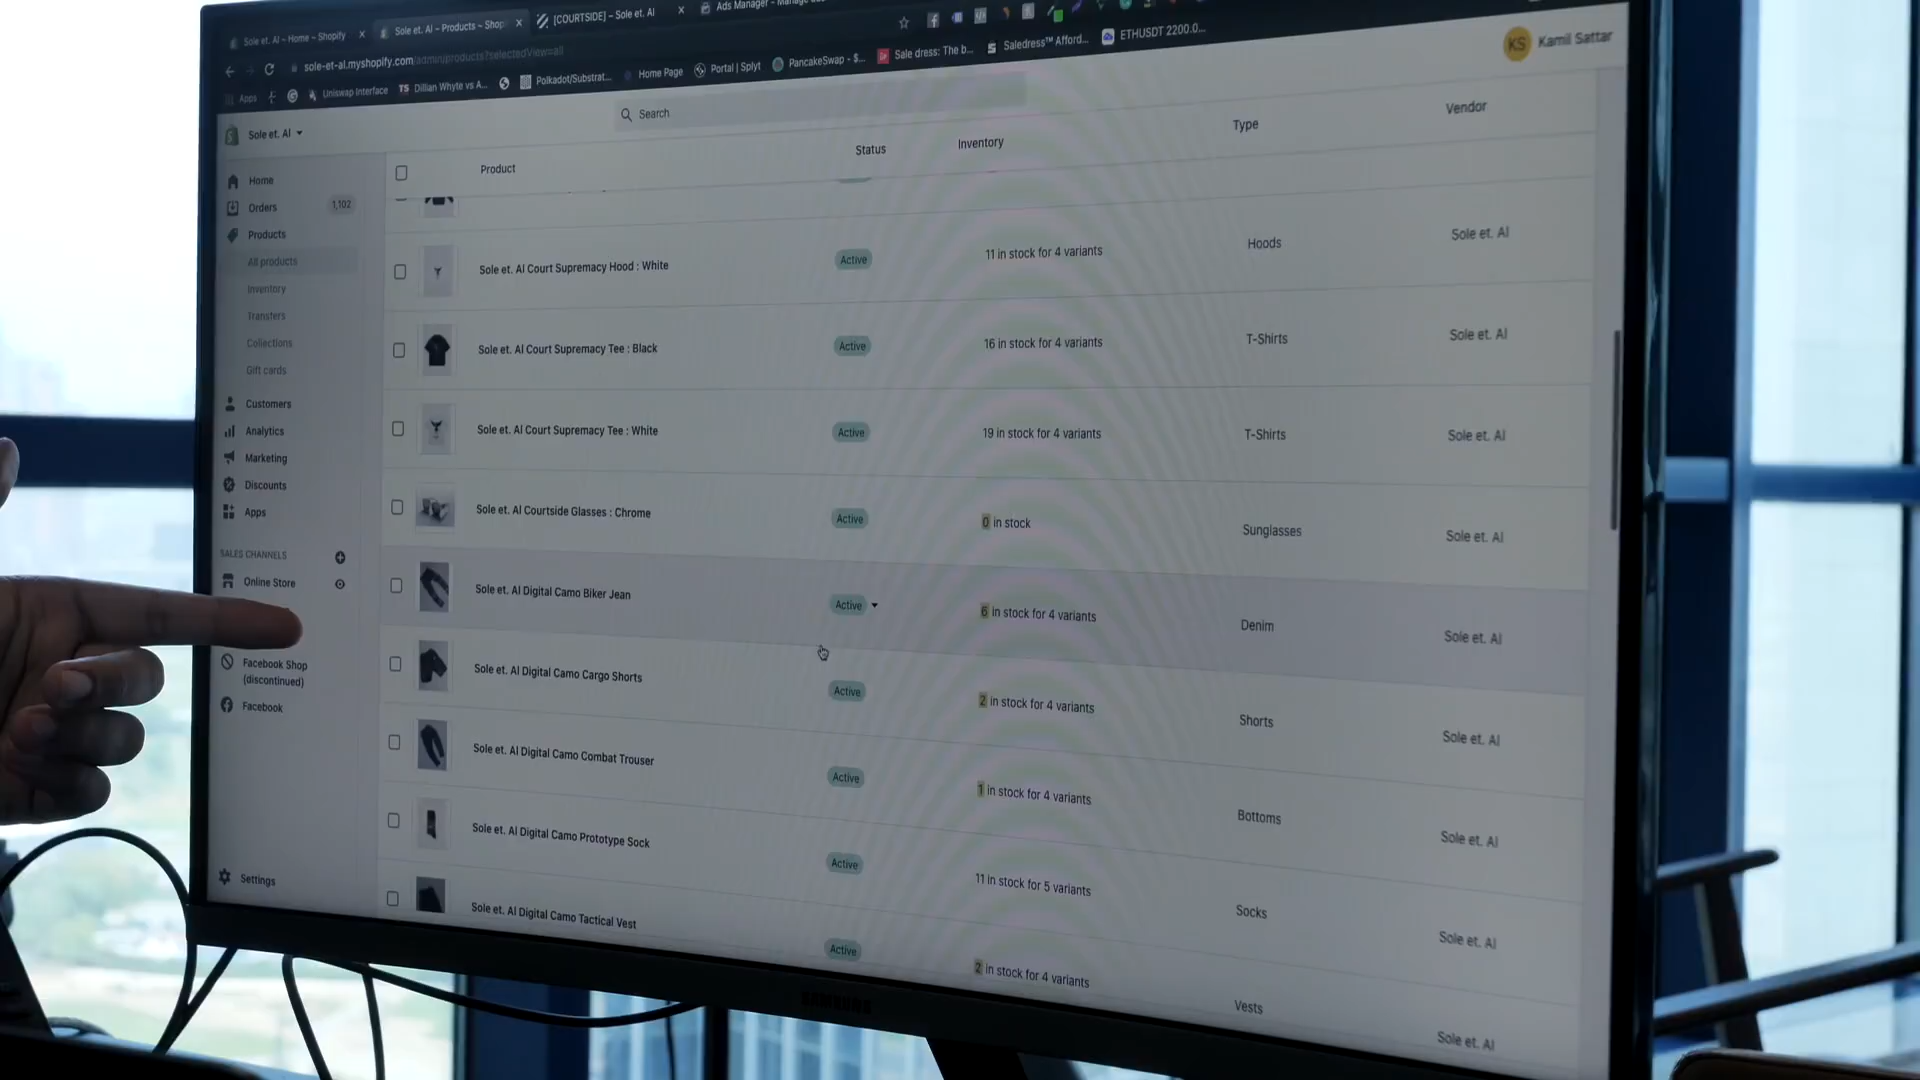 Sole et. Al – Home ~ Shopify
Sole et. Al ~ Products ~ Shop
[COURTSIDE] – Sole et. Al
Ads Manager - Manage ads
sole-et-al.myshopify.com/admin/products?selectedView=all
Apps
Uniswap Interface
TS Dillian Whyte vs A...
Polkadot/Substrat...
Home Page
Portal | Splyt
PancakeSwap - $...
Sale dress: The b...
Saledress™ Afford...
ETHUSDT 2200.0...
Sole et. Al
Search
KS Kamil Sattar
Home
Orders 1,102
Products
All products
Inventory
Transfers
Collections
Gift cards
Customers
Analytics
Marketing
Discounts
Apps
SALES CHANNELS
Online Store
Facebook Shop
(discontinued)
Facebook
Settings
Product Status Inventory Type Vendor
Sole et. Al Court Supremacy Hood : White Active 11 in stock for 4 variants Hoods Sole et. Al
Sole et. Al Court Supremacy Tee : Black Active 16 in stock for 4 variants T-Shirts Sole et. Al
Sole et. Al Court Supremacy Tee : White Active 19 in stock for 4 variants T-Shirts Sole et. Al
Sole et. Al Courtside Glasses : Chrome Active 0 in stock Sunglasses Sole et. Al
Sole et. Al Digital Camo Biker Jean Active 6 in stock for 4 variants Denim Sole et. Al
Sole et. Al Digital Camo Cargo Shorts Active 2 in stock for 4 variants Shorts Sole et. Al
Sole et. Al Digital Camo Combat Trouser Active 1 in stock for 4 variants Bottoms Sole et. Al
Sole et. Al Digital Camo Prototype Sock Active 11 in stock for 5 variants Socks Sole et. Al
Sole et. Al Digital Camo Tactical Vest Active 2 in stock for 4 variants Vests Sole et. Al
SAMSUNG